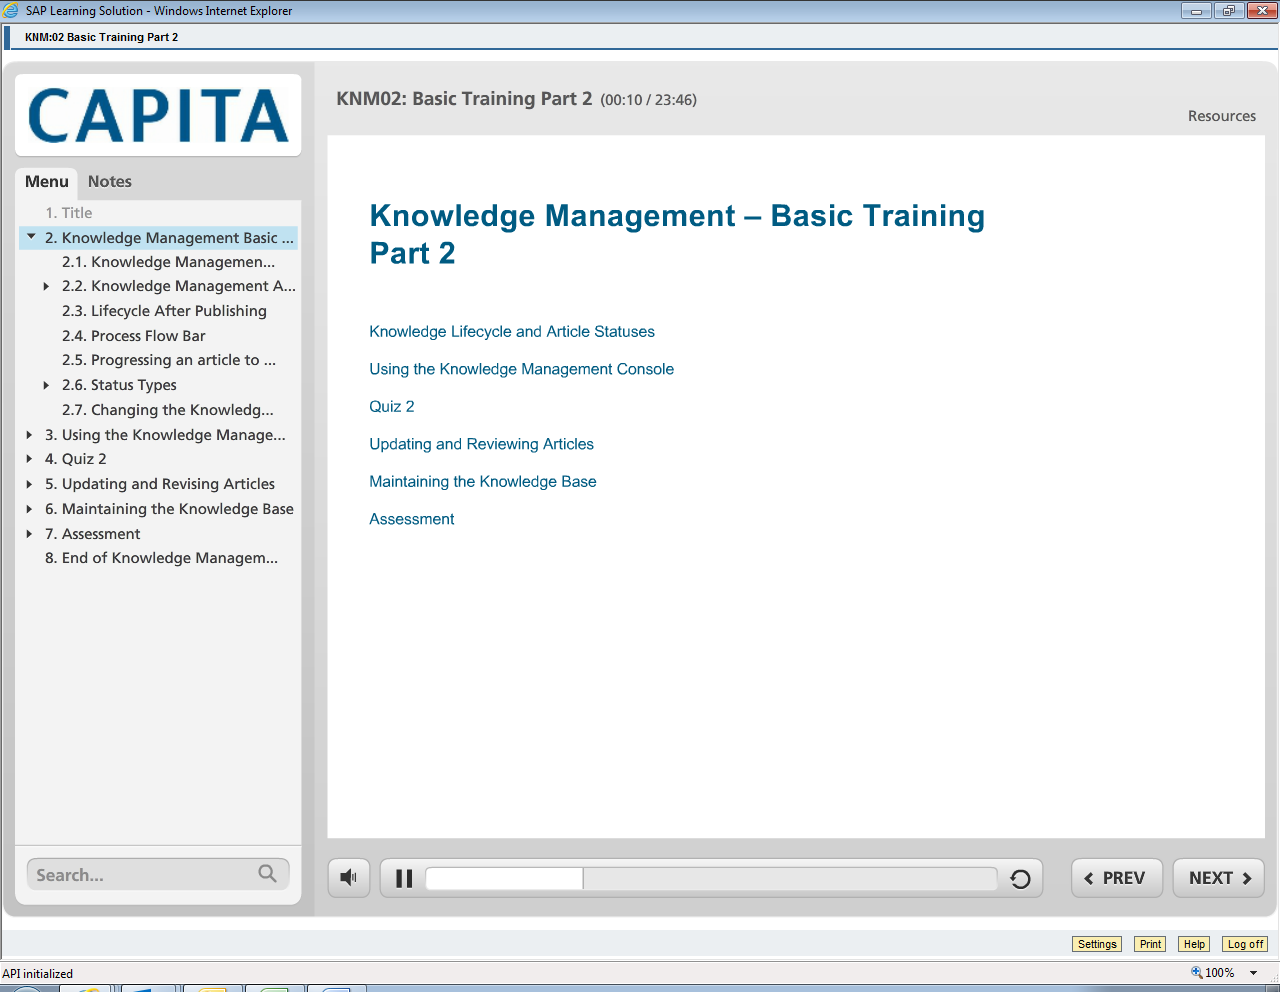 SAP Learning Solution - Windows Internet Explorer
KNM:02 Basic Training Part 2
CAPITA
KNM02: Basic Training Part 2 (00:10 / 23:46)
Resources
Menu Notes
1. Title
2. Knowledge Management Basic ...
2.1. Knowledge Managemen...
2.2. Knowledge Management A...
2.3. Lifecycle After Publishing
2.4. Process Flow Bar
2.5. Progressing an article to ...
2.6. Status Types
2.7. Changing the Knowledg...
3. Using the Knowledge Manage...
4. Quiz 2
5. Updating and Revising Articles
6. Maintaining the Knowledge Base
7. Assessment
8. End of Knowledge Managem...
Search...
Knowledge Management – Basic Training
Part 2
Knowledge Lifecycle and Article Statuses
Using the Knowledge Management Console
Quiz 2
Updating and Reviewing Articles
Maintaining the Knowledge Base
Assessment
PREV NEXT
Settings Print Help Log off
API initialized
100%